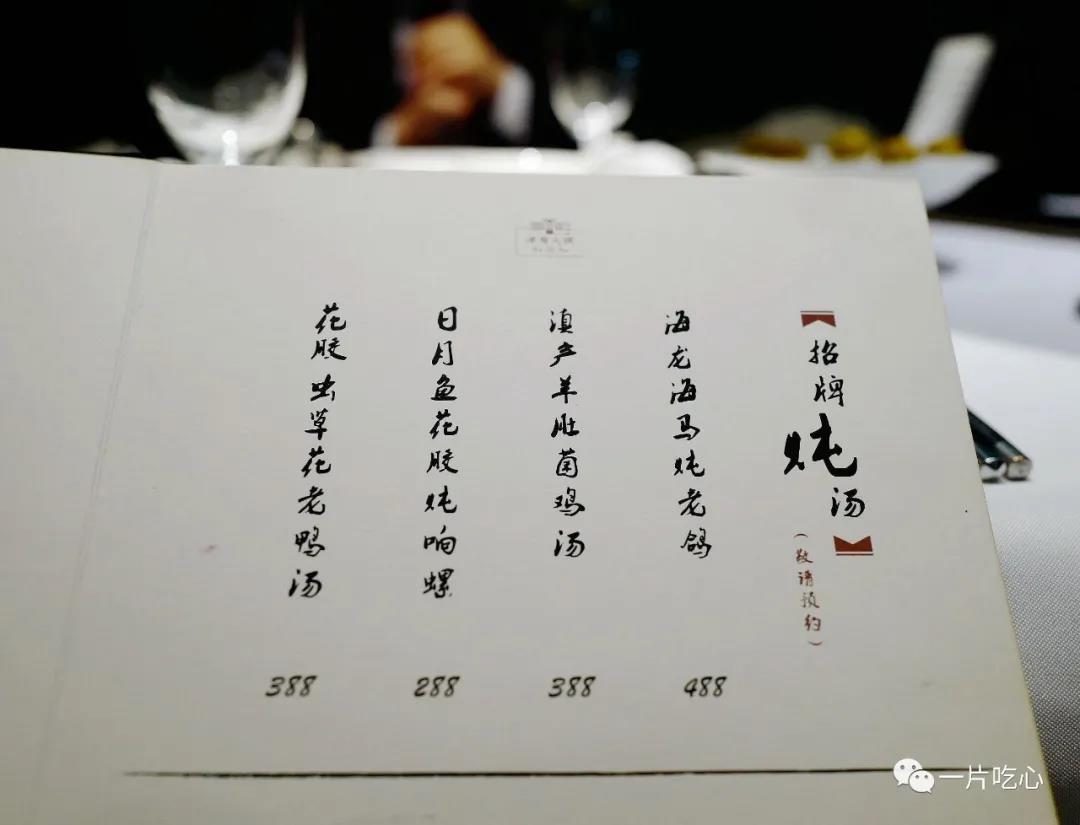 招牌炖汤
(敬请预约)
海龙海马炖老鸽
488
滇产羊肚菌鸡汤
388
日月鱼花胶炖响螺
288
花胶虫草花老鸭汤
388
一片吃心